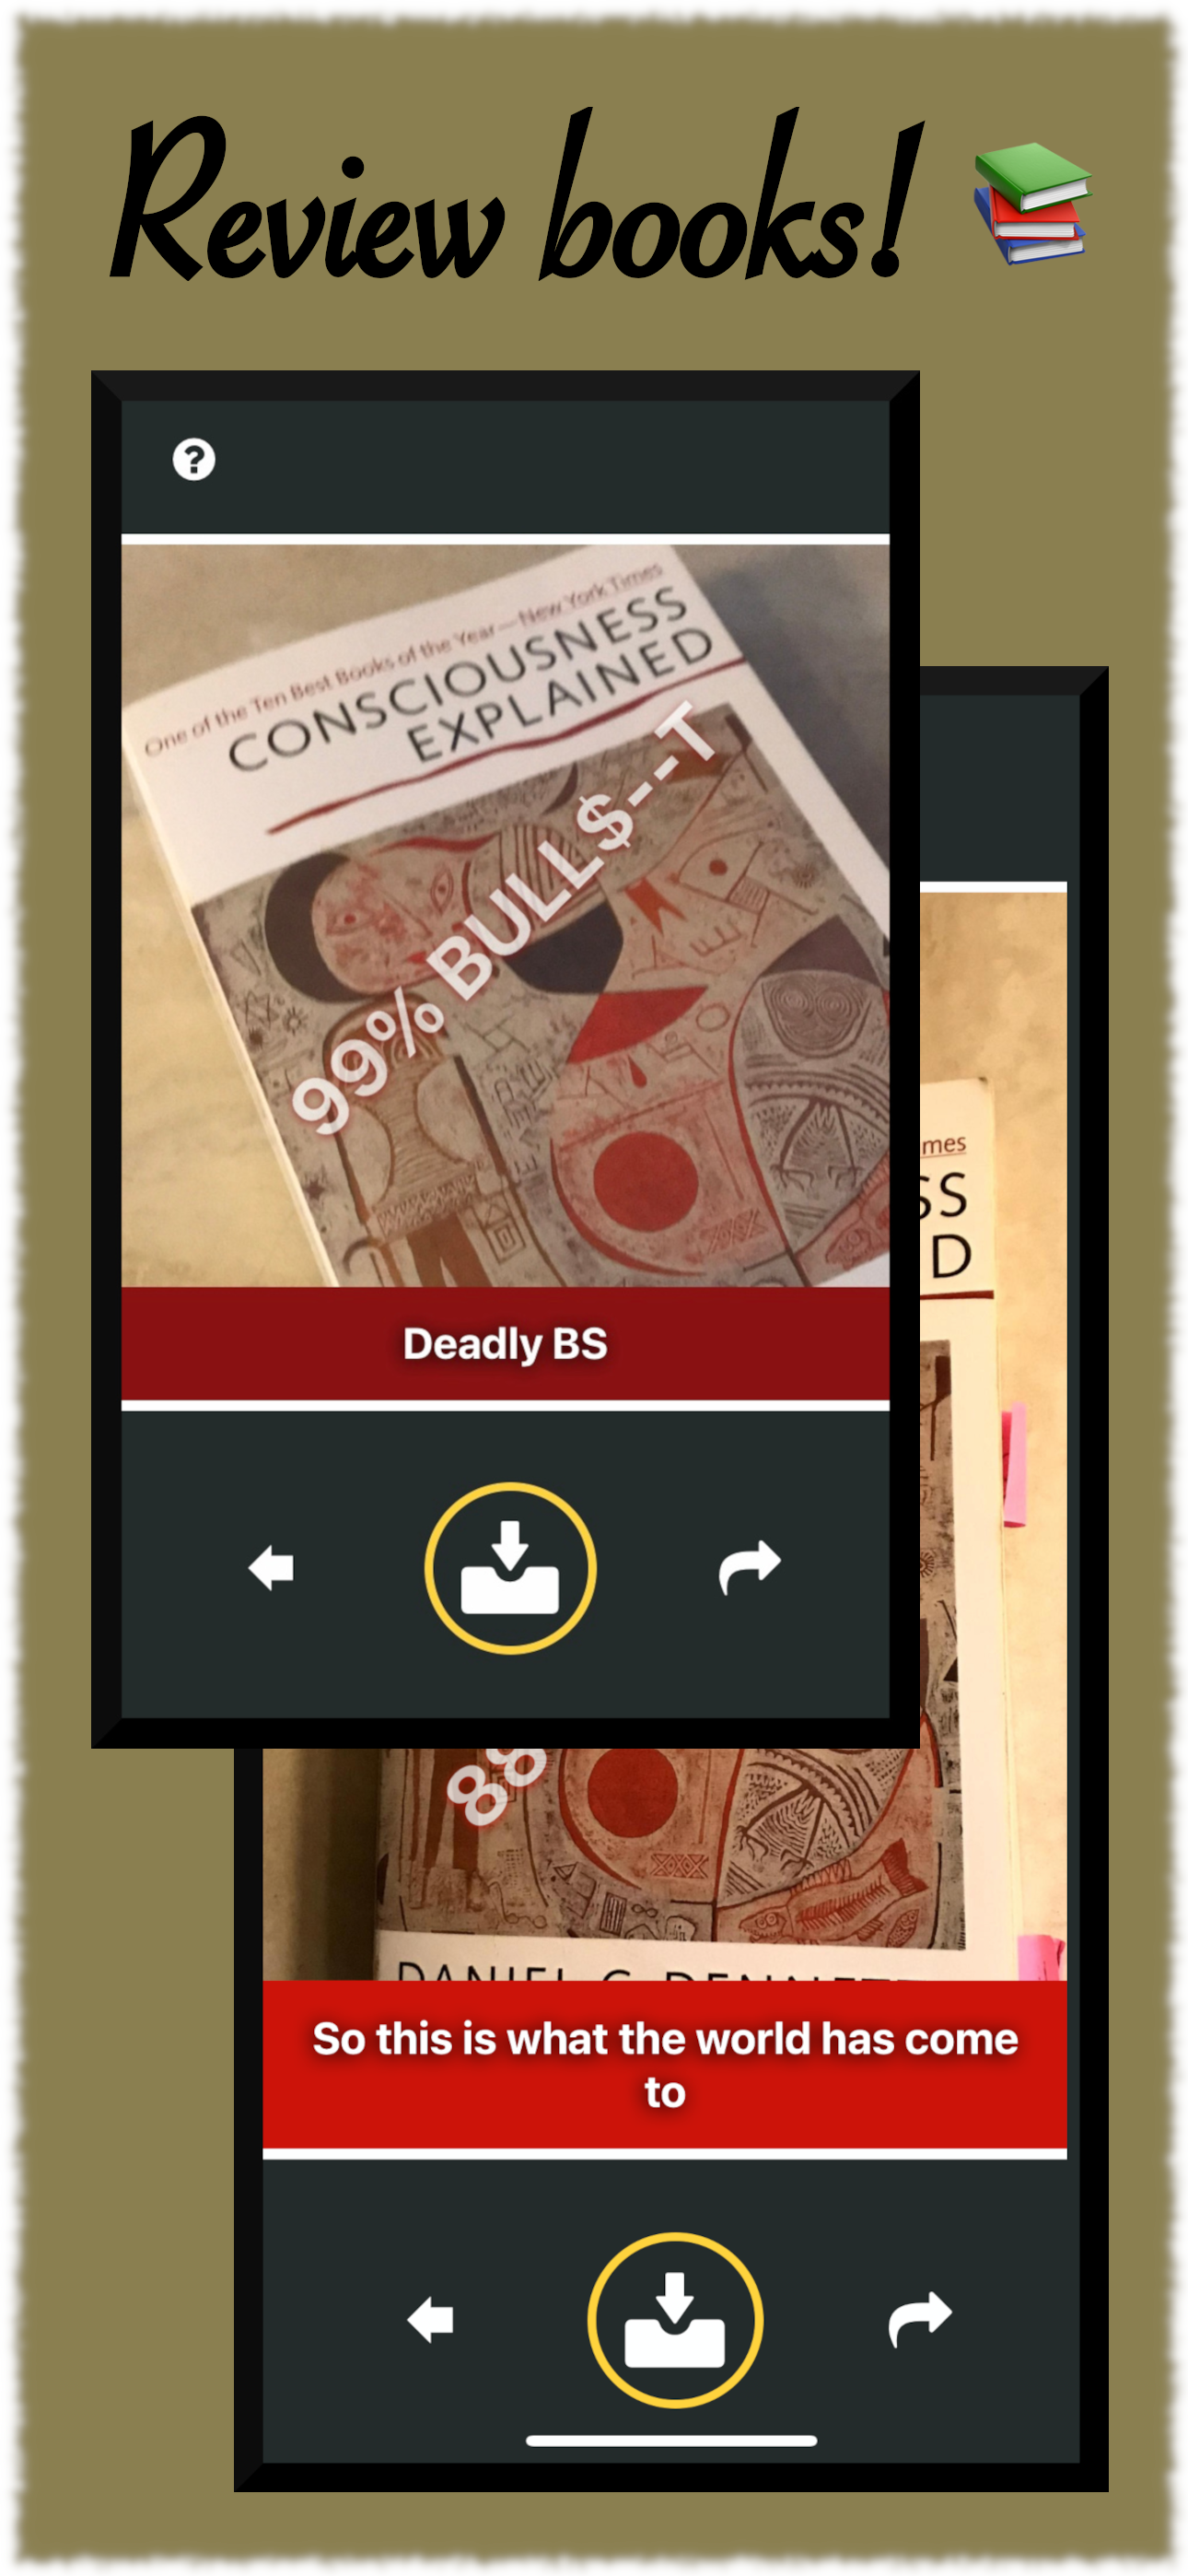 Review books!
?
One of the Ten Best Books of the Year—New York Times
CONSCIOUSNESS
EXPLAINED
99% BULL$--T
Deadly BS
mes
SS
D
88
DANIEL C. DENNETT
So this is what the world has come
to